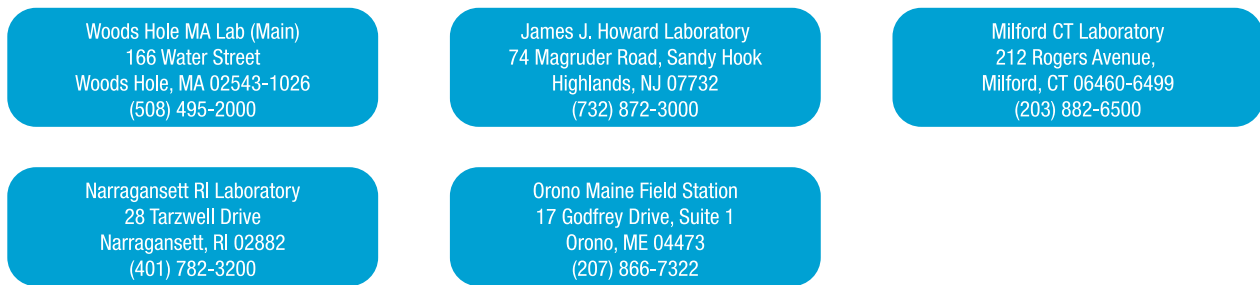 Woods Hole MA Lab (Main)
166 Water Street
Woods Hole, MA 02543-1026
(508) 495-2000
James J. Howard Laboratory
74 Magruder Road, Sandy Hook
Highlands, NJ 07732
(732) 872-3000
Milford CT Laboratory
212 Rogers Avenue,
Milford, CT 06460-6499
(203) 882-6500
Narragansett RI Laboratory
28 Tarzwell Drive
Narragansett, RI 02882
(401) 782-3200
Orono Maine Field Station
17 Godfrey Drive, Suite 1
Orono, ME 04473
(207) 866-7322